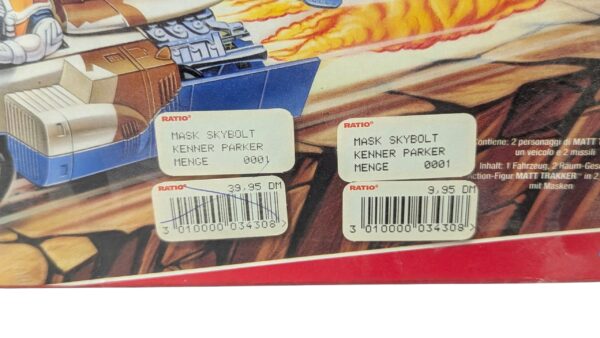 RATIO®
MASK SKYBOLT
KENNER PARKER
MENGE 0001
RATIO® 39,95 DM
3 010000 034308 >
RATIO®
MASK SKYBOLT
KENNER PARKER
MENGE 0001
RATIO® 9,95 DM
3 010000 034308 >
Contiene: 2 personaggi di MATT
un veicolo e 2 missili
Inhalt: 1 Fahrzeug, 2 Raum-Ges
ction-Figur MATT TRAKKER™ in 2
mit Masken